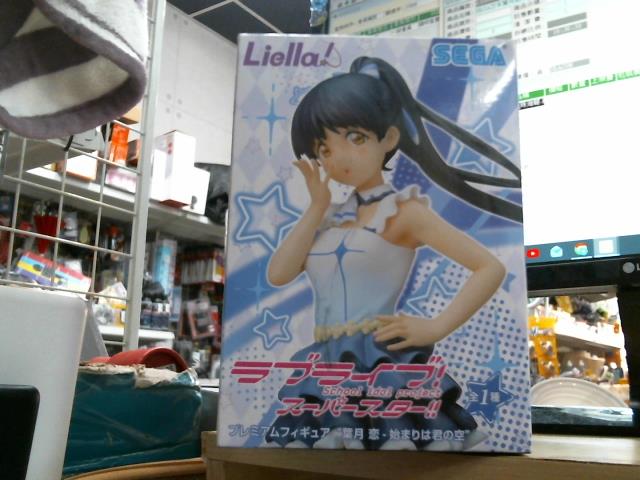 Liella!
SEGA
ラブライブ!
School idol project
スーパースター!!
全1種
プレミアムフィギュア "葉月 恋-始まりは君の空"